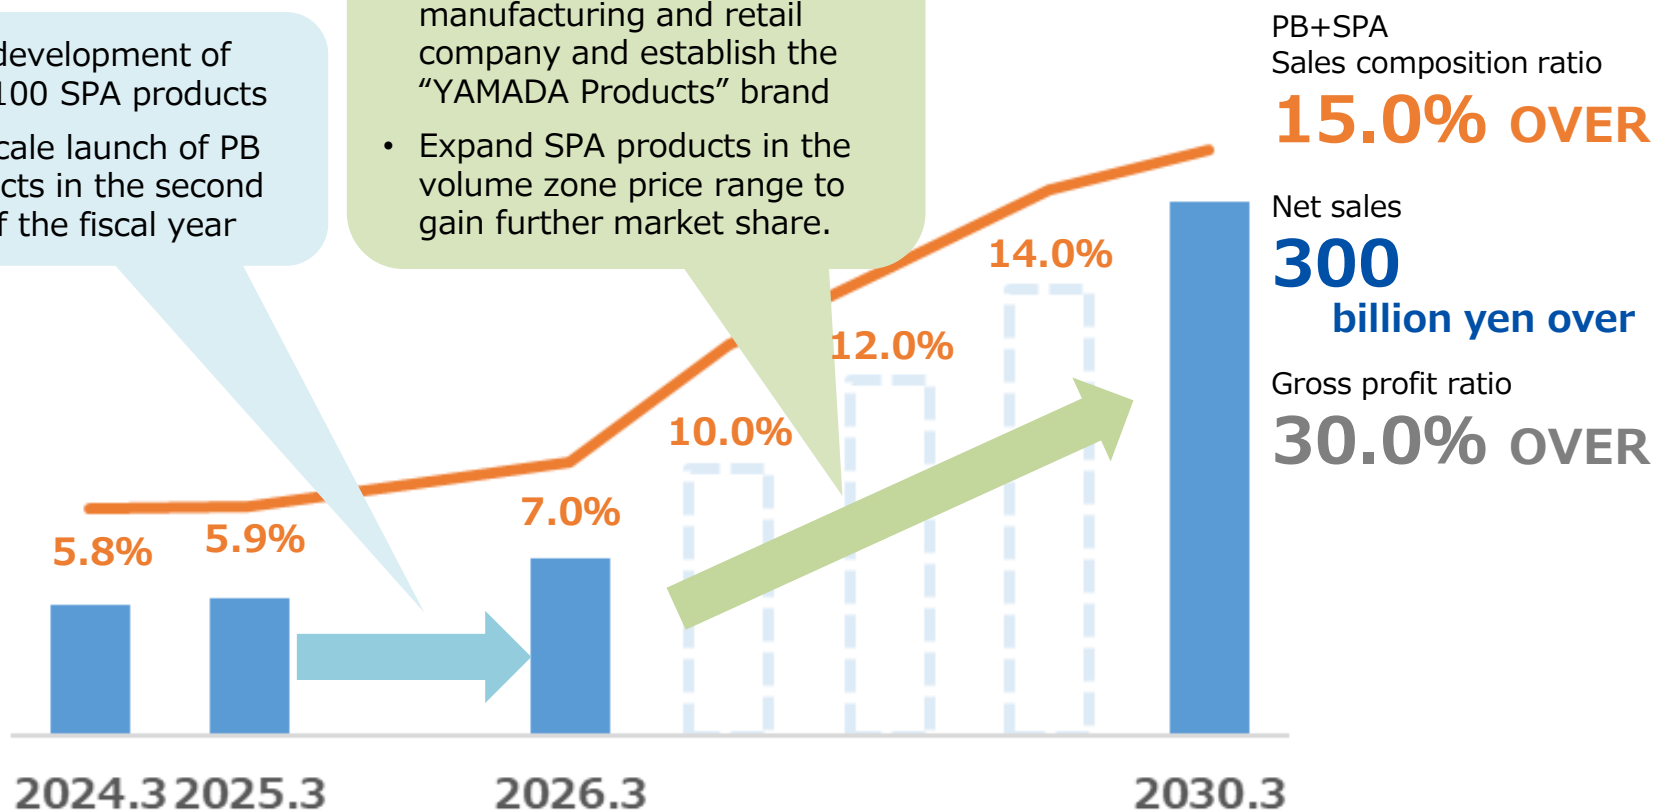 development of
100 SPA products
cale launch of PB
cts in the second
f the fiscal year
manufacturing and retail
company and establish the
“YAMADA Products” brand
• Expand SPA products in the
volume zone price range to
gain further market share.
PB+SPA
Sales composition ratio
15.0% OVER
Net sales
300
billion yen over
Gross profit ratio
30.0% OVER
14.0%
12.0%
10.0%
7.0%
5.9%
5.8%
2024.3 2025.3 2026.3 2030.3